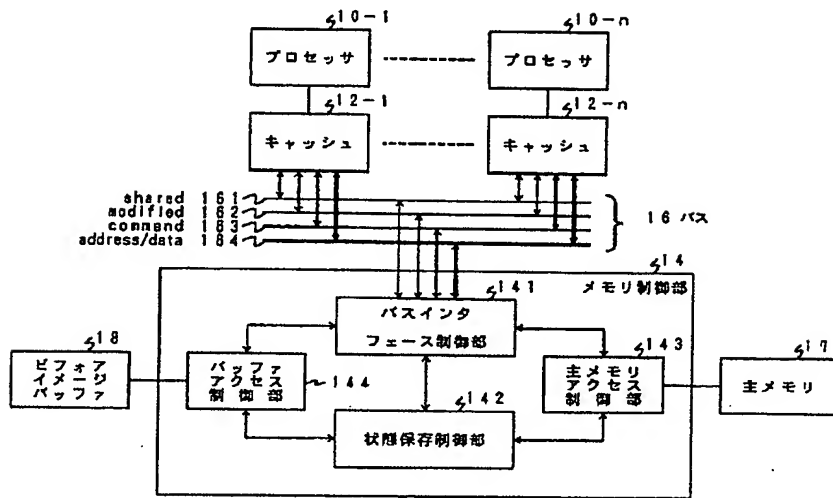 10-1
10-n
プロセッサ
プロセッサ
12-1
12-n
キャッシュ
キャッシュ
shared 161
modified 162
command 163
address/data 164
16 バス
14
メモリ制御部
141
バスインタ
フェース制御部
18
ビフォア
イメージ
バッファ
バッファ
アクセス
制御部
144
143
主メモリ
アクセス
制御部
17
主メモリ
142
状態保存制御部